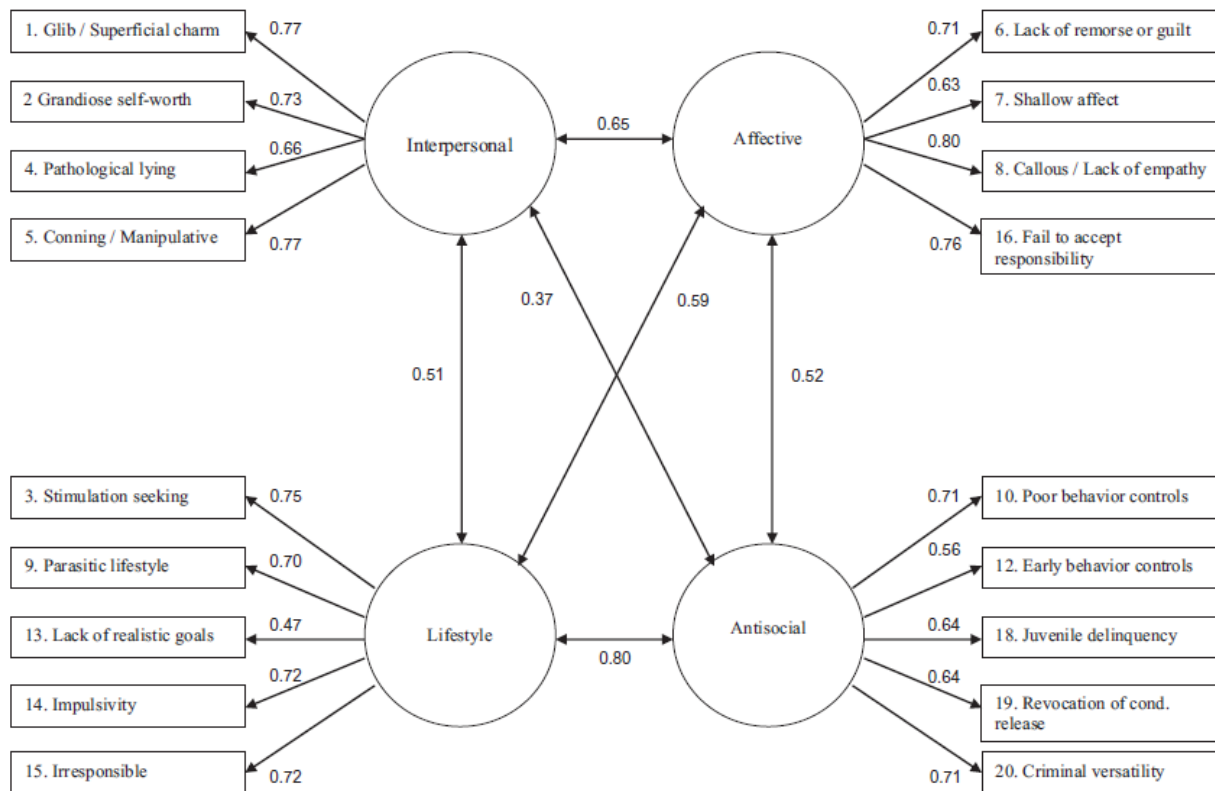 1. Glib / Superficial charm
0.77
2 Grandiose self-worth
0.73
4. Pathological lying
0.66
5. Conning / Manipulative
0.77
Interpersonal
0.65
Affective
0.71
6. Lack of remorse or guilt
0.63
7. Shallow affect
0.80
8. Callous / Lack of empathy
0.76
16. Fail to accept
responsibility
0.37
0.59
0.51
0.52
3. Stimulation seeking
0.75
9. Parasitic lifestyle
0.70
13. Lack of realistic goals
0.47
14. Impulsivity
0.72
15. Irresponsible
0.72
Lifestyle
0.80
Antisocial
0.71
10. Poor behavior controls
0.56
12. Early behavior controls
0.64
18. Juvenile delinquency
0.64
19. Revocation of cond.
release
0.71
20. Criminal versatility